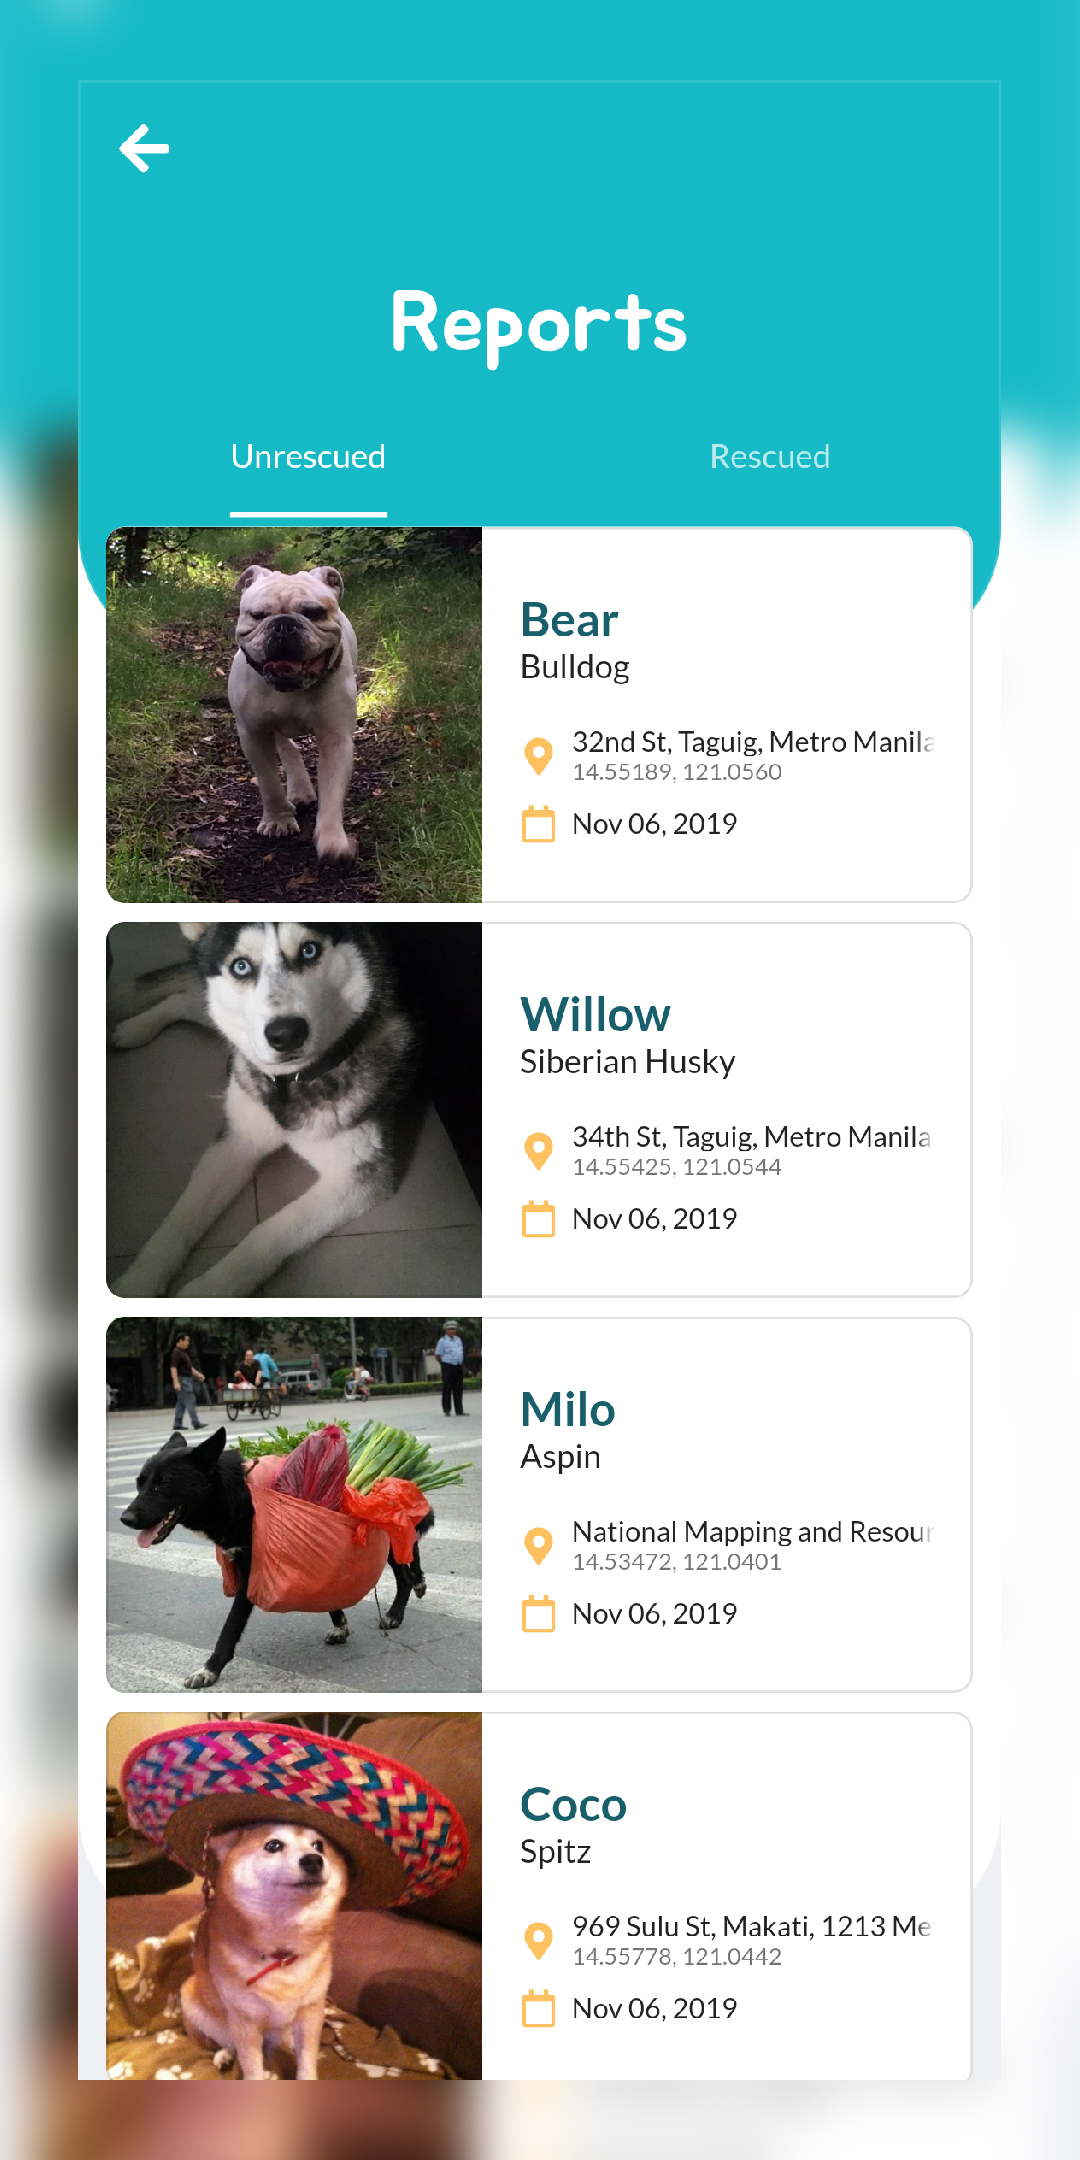 Reports
Unrescued Rescued
Bear
Bulldog
32nd St, Taguig, Metro Manila
14.55189, 121.0560
Nov 06, 2019
Willow
Siberian Husky
34th St, Taguig, Metro Manila
14.55425, 121.0544
Nov 06, 2019
Milo
Aspin
National Mapping and Resour
14.53472, 121.0401
Nov 06, 2019
Coco
Spitz
969 Sulu St, Makati, 1213 Me
14.55778, 121.0442
Nov 06, 2019